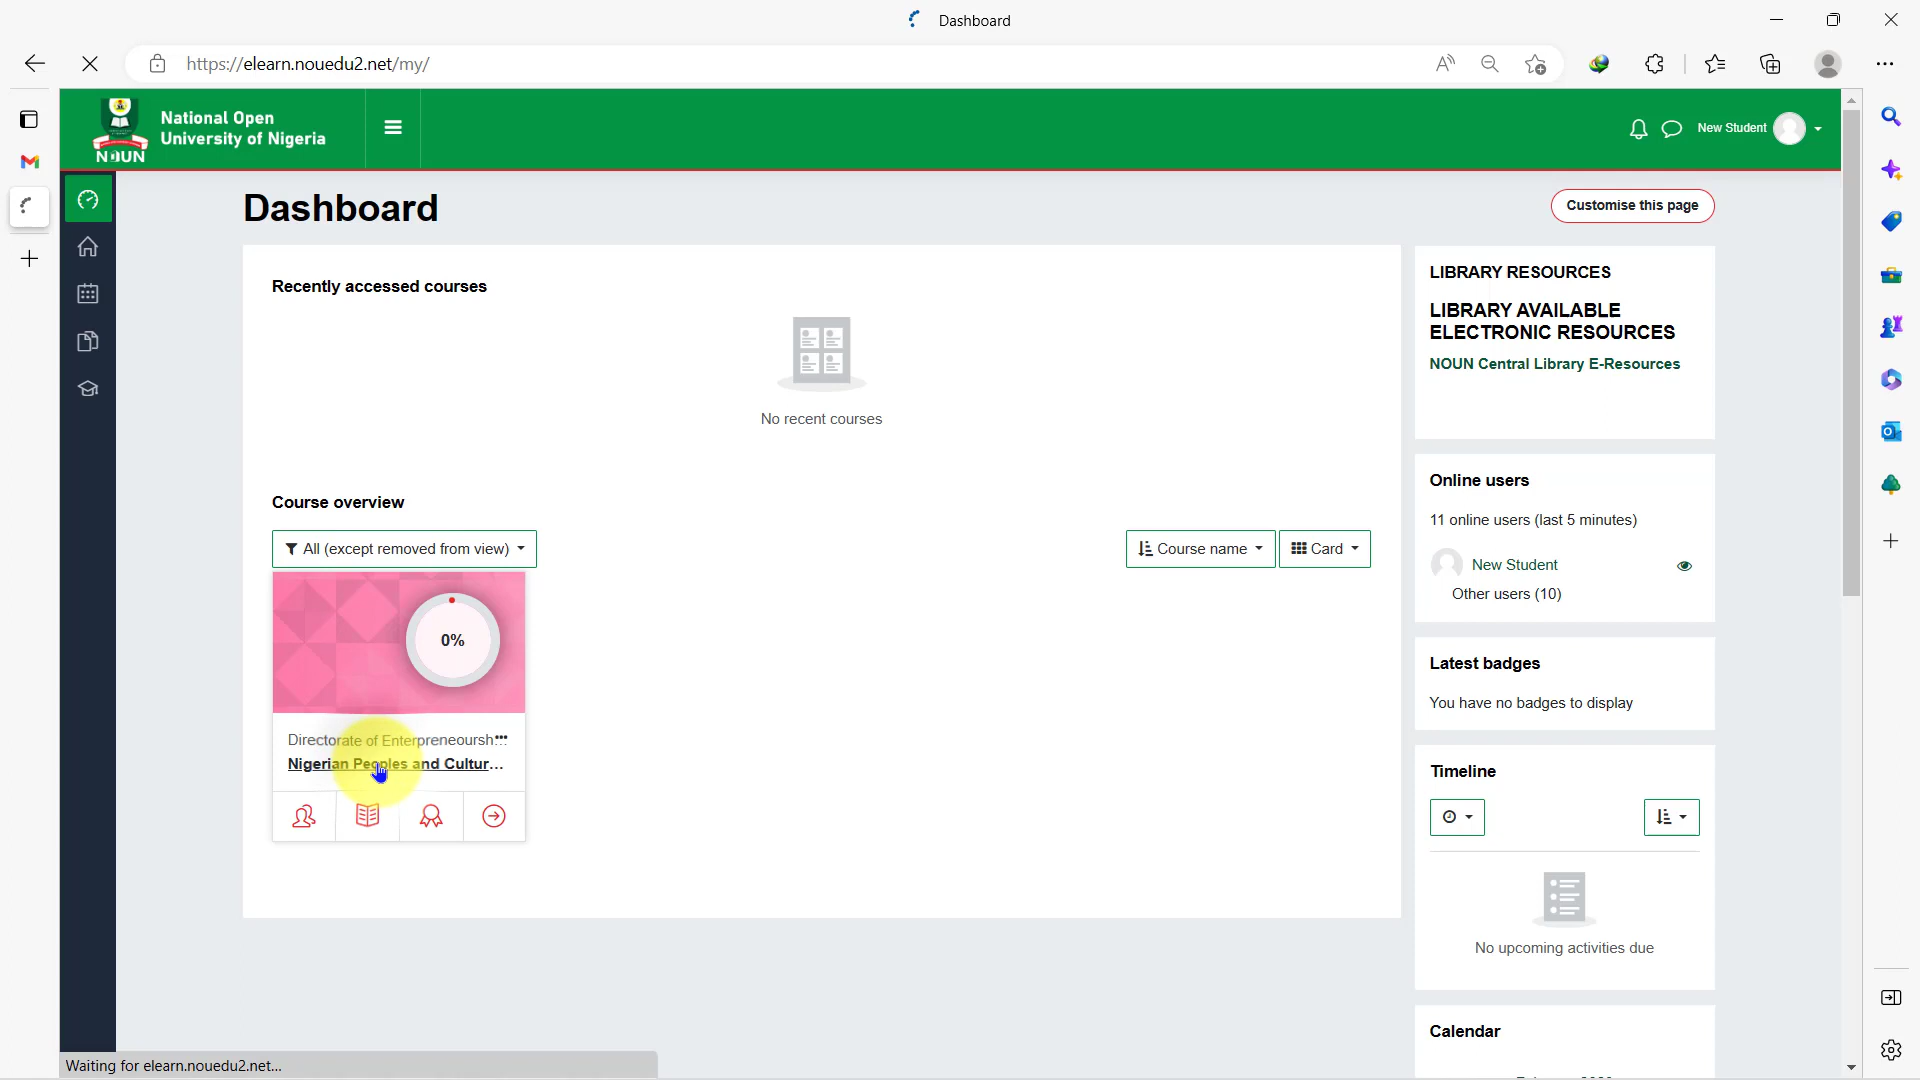 Dashboard
https://elearn.nouedu2.net/my/
National Open
University of Nigeria
NOUN
New Student
Dashboard
Customise this page
Recently accessed courses
No recent courses
Course overview
All (except removed from view)
Course name
Card
0%
Directorate of Enterpreneoursh...
Nigerian Peoples and Cultur...
LIBRARY RESOURCES
LIBRARY AVAILABLE
ELECTRONIC RESOURCES
NOUN Central Library E-Resources
Online users
11 online users (last 5 minutes)
New Student
Other users (10)
Latest badges
You have no badges to display
Timeline
No upcoming activities due
Calendar
Waiting for elearn.nouedu2.net...